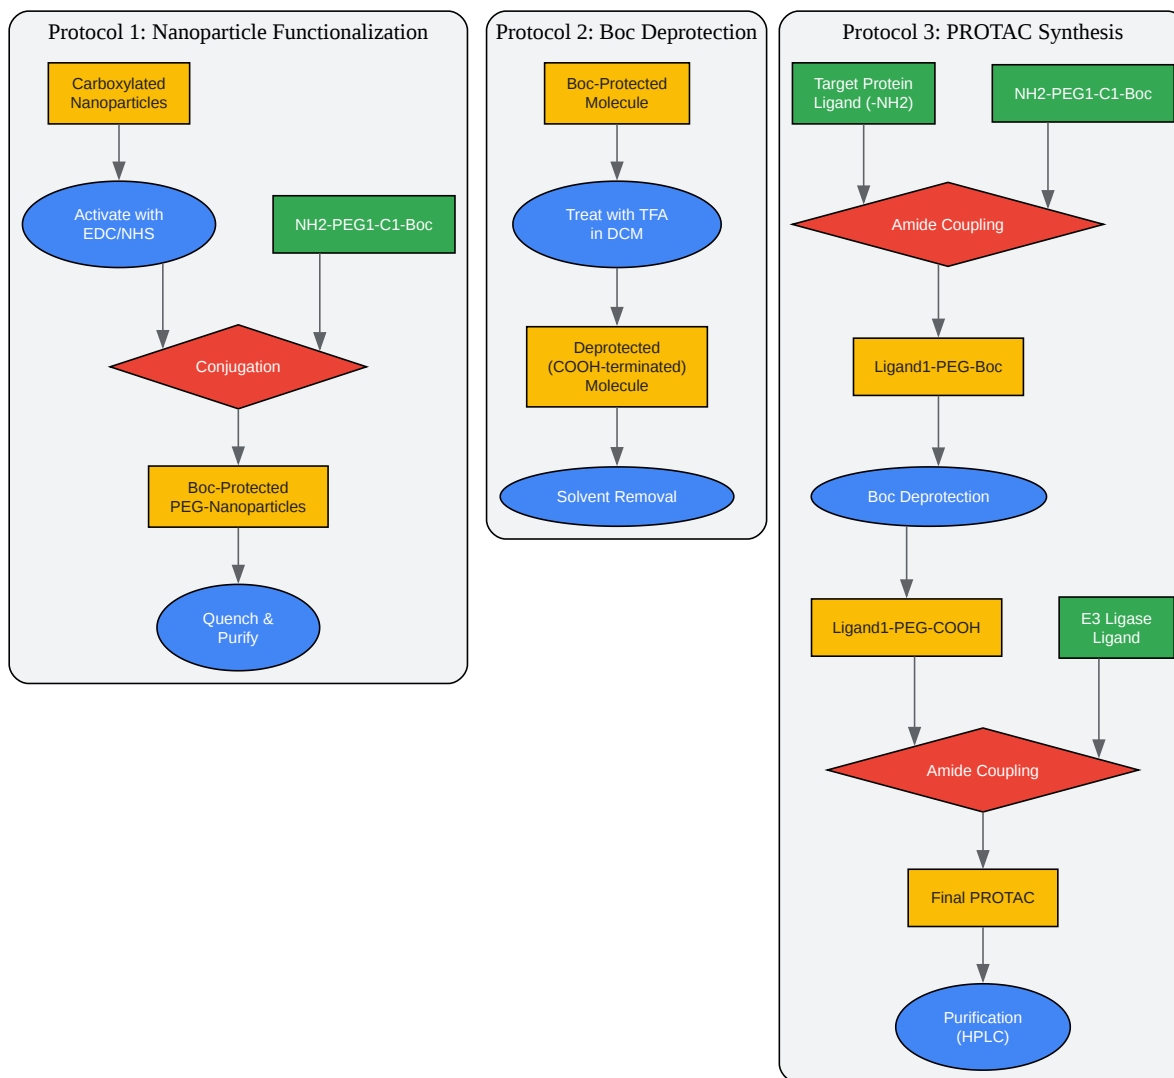 Protocol 1: Nanoparticle Functionalization
Carboxylated
Nanoparticles
Activate with
EDC/NHS
NH2-PEG1-C1-Boc
Conjugation
Boc-Protected
PEG-Nanoparticles
Quench &
Purify
Protocol 2: Boc Deprotection
Boc-Protected
Molecule
Treat with TFA
in DCM
Deprotected
(COOH-terminated)
Molecule
Solvent Removal
Protocol 3: PROTAC Synthesis
Target Protein
Ligand (-NH2)
NH2-PEG1-C1-Boc
Amide Coupling
Ligand1-PEG-Boc
Boc Deprotection
Ligand1-PEG-COOH
E3 Ligase
Ligand
Amide Coupling
Final PROTAC
Purification
(HPLC)